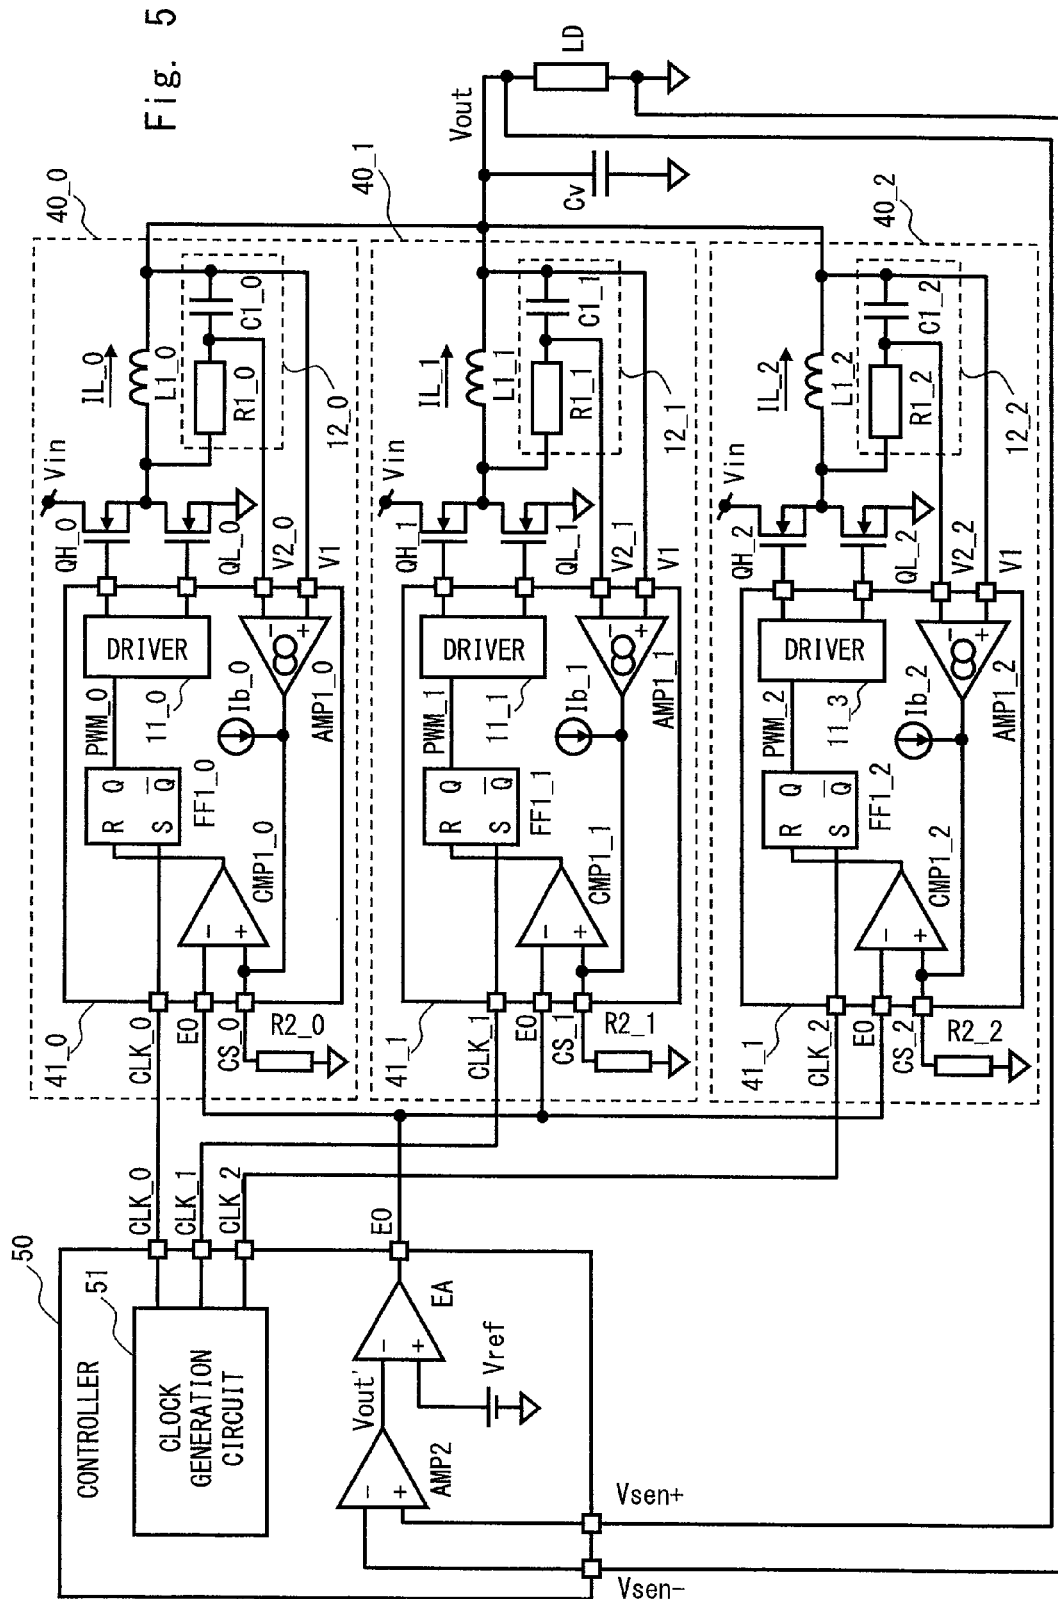 Fig. 5
50
CONTROLLER
51
CLOCK
GENERATION
CIRCUIT
CLK_0
CLK_1
CLK_2
EO
EA
-
+
Vref
Vout'
AMP2
-
+
Vsen+
Vsen-
40_0
41_0
CLK_0
EO
CS_0
R2_0
CMP1_0
-
+
FF1_0
R
Q
S
Q
PWM_0
DRIVER
11_0
Ib_0
AMP1_0
-
+
QH_0
QL_0
V2_0
V1
Vin
IL_0
L1_0
R1_0
C1_0
12_0
40_1
41_1
CLK_1
EO
CS_1
R2_1
CMP1_1
-
+
FF1_1
R
Q
S
Q
PWM_1
DRIVER
11_1
Ib_1
AMP1_1
-
+
QH_1
QL_1
V2_1
V1
Vin
IL_1
L1_1
R1_1
C1_1
12_1
40_2
41_1
CLK_2
EO
CS_2
R2_2
CMP1_2
-
+
FF1_2
R
Q
S
Q
PWM_2
DRIVER
11_3
Ib_2
AMP1_2
-
+
QH_2
QL_2
V2_2
V1
Vin
IL_2
L1_2
R1_2
C1_2
12_2
Vout
Cv
LD